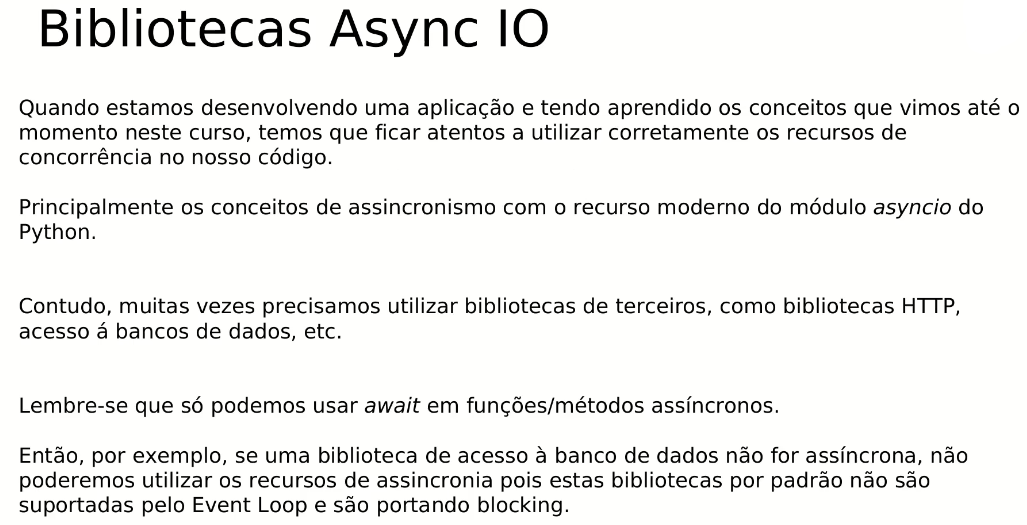 Bibliotecas Async IO
Quando estamos desenvolvendo uma aplicação e tendo aprendido os conceitos que vimos até o
momento neste curso, temos que ficar atentos a utilizar corretamente os recursos de
concorrência no nosso código.
Principalmente os conceitos de assincronismo com o recurso moderno do módulo asyncio do
Python.
Contudo, muitas vezes precisamos utilizar bibliotecas de terceiros, como bibliotecas HTTP,
acesso á bancos de dados, etc.
Lembre-se que só podemos usar await em funções/métodos assíncronos.
Então, por exemplo, se uma biblioteca de acesso à banco de dados não for assíncrona, não
poderemos utilizar os recursos de assincronia pois estas bibliotecas por padrão não são
suportadas pelo Event Loop e são portando blocking.